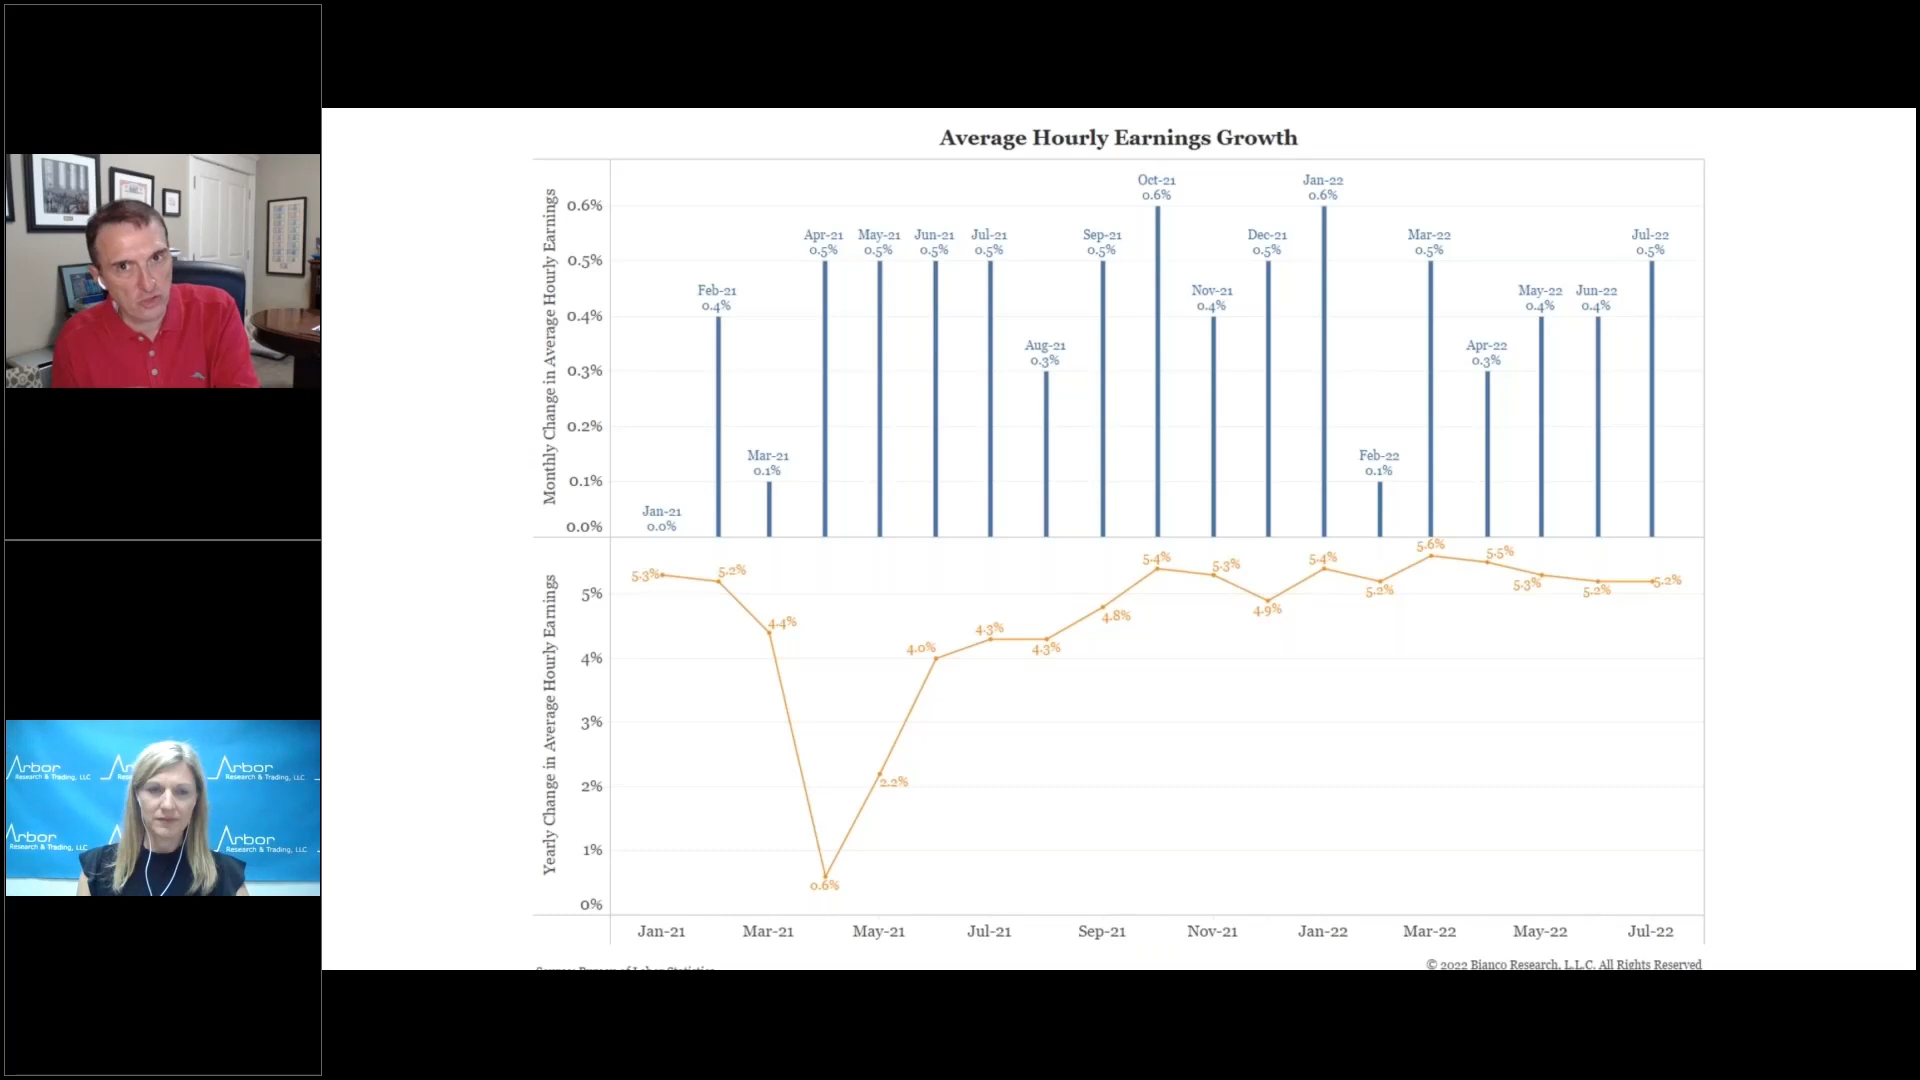 Average Hourly Earnings Growth
Monthly Change in Average Hourly Earnings
0.6%
0.5%
0.4%
0.3%
0.2%
0.1%
0.0%
Jan-21
0.0%
Feb-21
0.4%
Mar-21
0.1%
Apr-21
0.5%
May-21
0.5%
Jun-21
0.5%
Jul-21
0.5%
Aug-21
0.3%
Sep-21
0.5%
Oct-21
0.6%
Nov-21
0.4%
Dec-21
0.5%
Jan-22
0.6%
Feb-22
0.1%
Mar-22
0.5%
Apr-22
0.3%
May-22
0.4%
Jun-22
0.4%
Jul-22
0.5%
Yearly Change in Average Hourly Earnings
5%
4%
3%
2%
1%
0%
5.3%
5.2%
4.4%
0.6%
2.2%
4.0%
4.3%
4.3%
4.8%
5.4%
5.3%
4.9%
5.4%
5.2%
5.6%
5.5%
5.3%
5.2%
5.2%
Jan-21
Mar-21
May-21
Jul-21
Sep-21
Nov-21
Jan-22
Mar-22
May-22
Jul-22
Source: Bureau of Labor Statistics
© 2022 Bianco Research, L.L.C. All Rights Reserved
Arbor
Research & Trading, LLC
Arbor
Research & Trading, LLC
Arbor
Research & Trading, LLC
Arbor
Research & Trading, LLC